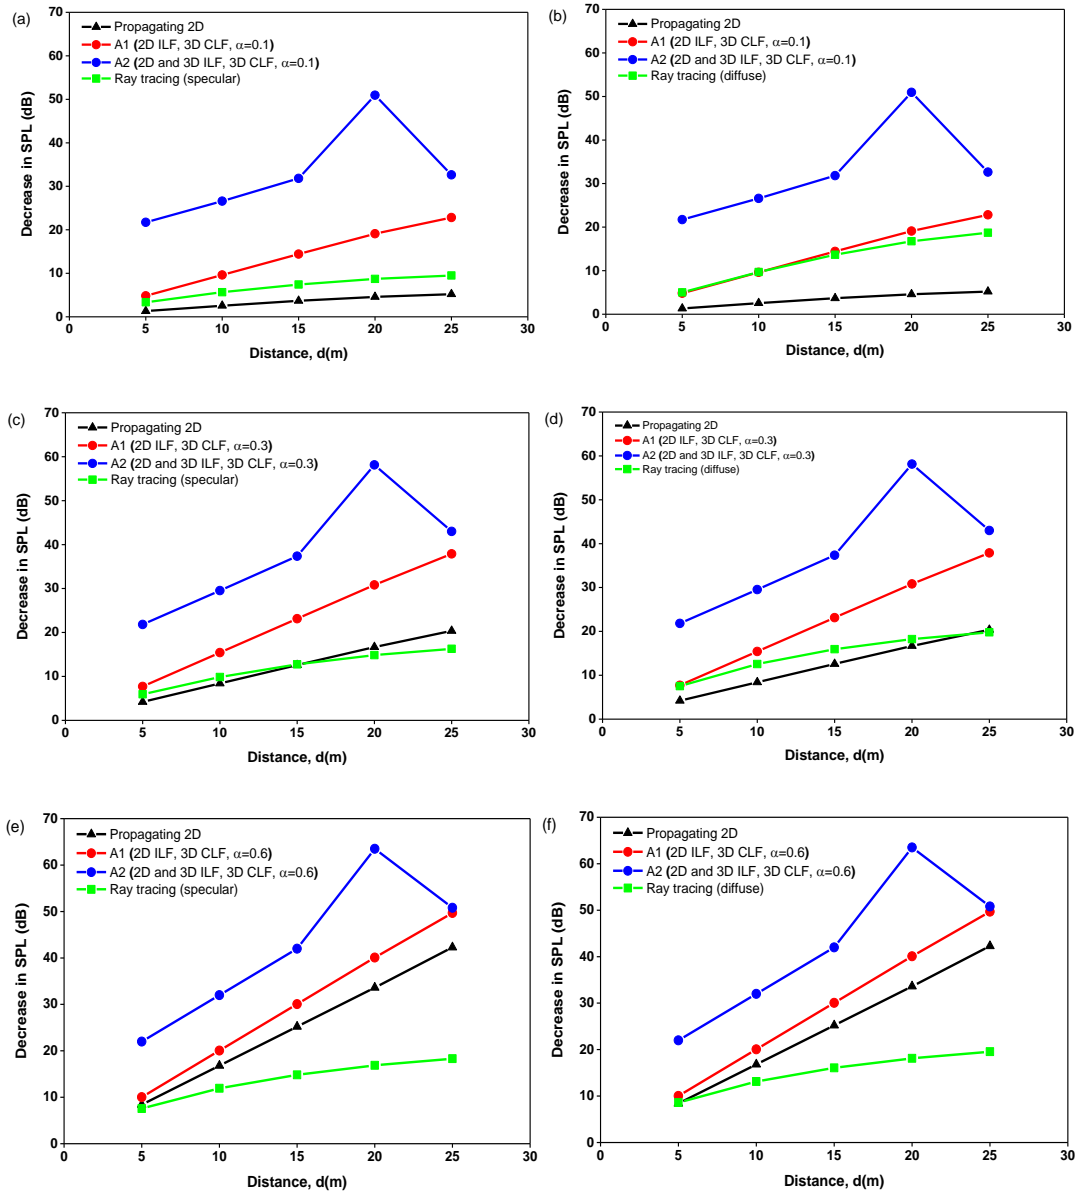 (a)
Propagating 2D
A1 (2D ILF, 3D CLF, α=0.1)
A2 (2D and 3D ILF, 3D CLF, α=0.1)
Ray tracing (specular)
Decrease in SPL (dB)
70
60
50
40
30
20
10
0
0 5 10 15 20 25 30
Distance, d(m)
(b)
Propagating 2D
A1 (2D ILF, 3D CLF, α=0.1)
A2 (2D and 3D ILF, 3D CLF, α=0.1)
Ray tracing (diffuse)
Decrease in SPL (dB)
70
60
50
40
30
20
10
0
0 5 10 15 20 25 30
Distance, d(m)
(c)
Propagating 2D
A1 (2D ILF, 3D CLF, α=0.3)
A2 (2D and 3D ILF, 3D CLF, α=0.3)
Ray tracing (specular)
Decrease in SPL (dB)
70
60
50
40
30
20
10
0
0 5 10 15 20 25 30
Distance, d(m)
(d)
Propagating 2D
A1 (2D ILF, 3D CLF, α=0.3)
A2 (2D and 3D ILF, 3D CLF, α=0.3)
Ray tracing (diffuse)
Decrease in SPL (dB)
70
60
50
40
30
20
10
0
0 5 10 15 20 25 30
Distance, d(m)
(e)
Propagating 2D
A1 (2D ILF, 3D CLF, α=0.6)
A2 (2D and 3D ILF, 3D CLF, α=0.6)
Ray tracing (specular)
Decrease in SPL (dB)
70
60
50
40
30
20
10
0
0 5 10 15 20 25 30
Distance, d(m)
(f)
Propagating 2D
A1 (2D ILF, 3D CLF, α=0.6)
A2 (2D and 3D ILF, 3D CLF, α=0.6)
Ray tracing (diffuse)
Decrease in SPL (dB)
70
60
50
40
30
20
10
0
0 5 10 15 20 25 30
Distance, d(m)